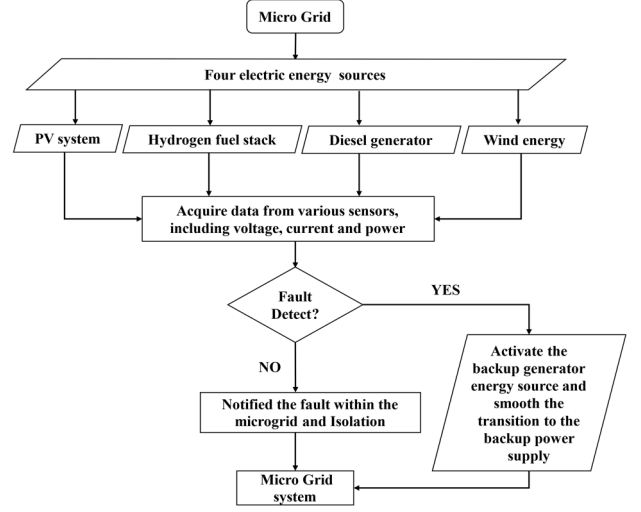 Micro Grid
Four electric energy sources
PV system
Hydrogen fuel stack
Diesel generator
Wind energy
Acquire data from various sensors,
including voltage, current and power
Fault
Detect?
YES
NO
Activate the
backup generator
energy source and
smooth the
transition to the
backup power
supply
Notified the fault within the
microgrid and Isolation
Micro Grid
system